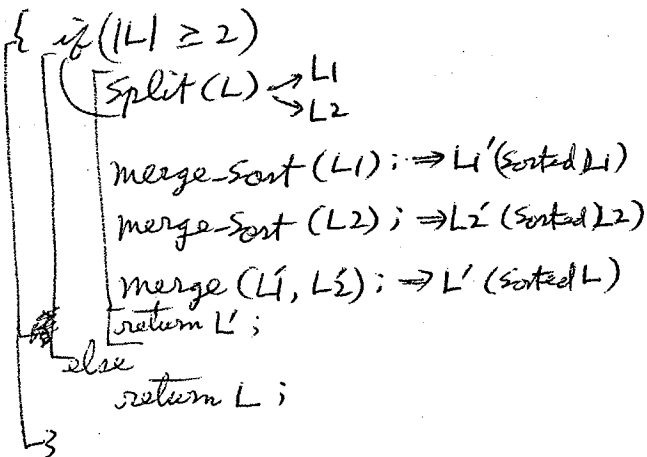 { if (|L| ≥ 2)
Split (L) → L1
→ L2
merge-Sort (L1) ; ⇒ L1' (Sorted L1)
merge-Sort (L2) ; ⇒ L2' (Sorted L2)
merge (L1', L2') ; ⇒ L' (Sorted L)
return L' ;
else
return L ;
}